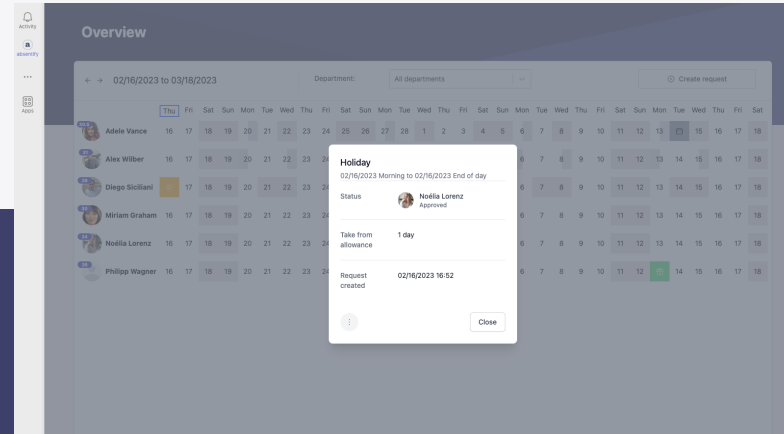 Activity
absentify
Apps
Overview
← → 02/16/2023 to 03/18/2023 Department: All departments Create request
Thu Fri Sat Sun Mon Tue Wed Thu Fri Sat Sun Mon Tue Wed Thu Fri Sat Sun Mon Tue Wed Thu Fri Sat Sun Mon Tue Wed Thu Fri Sat
Adele Vance 16 17 18 19 20 21 22 23 24 25 26 27 28 1 2 3 4 5 6 7 8 9 10 11 12 13 15 16 17 18
Alec Wilber 16 17 18 19 20 21 22 23 24 6 7 8 9 10 11 12 13 14 15 16 17 18
Diego Siciliani 17 18 19 20 21 22 23 24 6 7 8 9 10 11 12 13 14 15 16 17 18
Miriam Graham 16 17 18 19 20 21 22 23 24 6 7 8 9 10 11 12 13 14 15 16 17 18
Noélia Lorenz 16 17 18 19 20 21 22 23 24 6 7 8 9 10 11 12 13 14 15 16 17 18
Philipp Wagner 16 17 18 19 20 21 22 23 24 6 7 8 9 10 11 12 14 15 16 17 18
Holiday
02/16/2023 Morning to 02/16/2023 End of day
Status Noélia Lorenz
Approved
Take from 1 day
allowance
Request 02/16/2023 16:52
created
Close